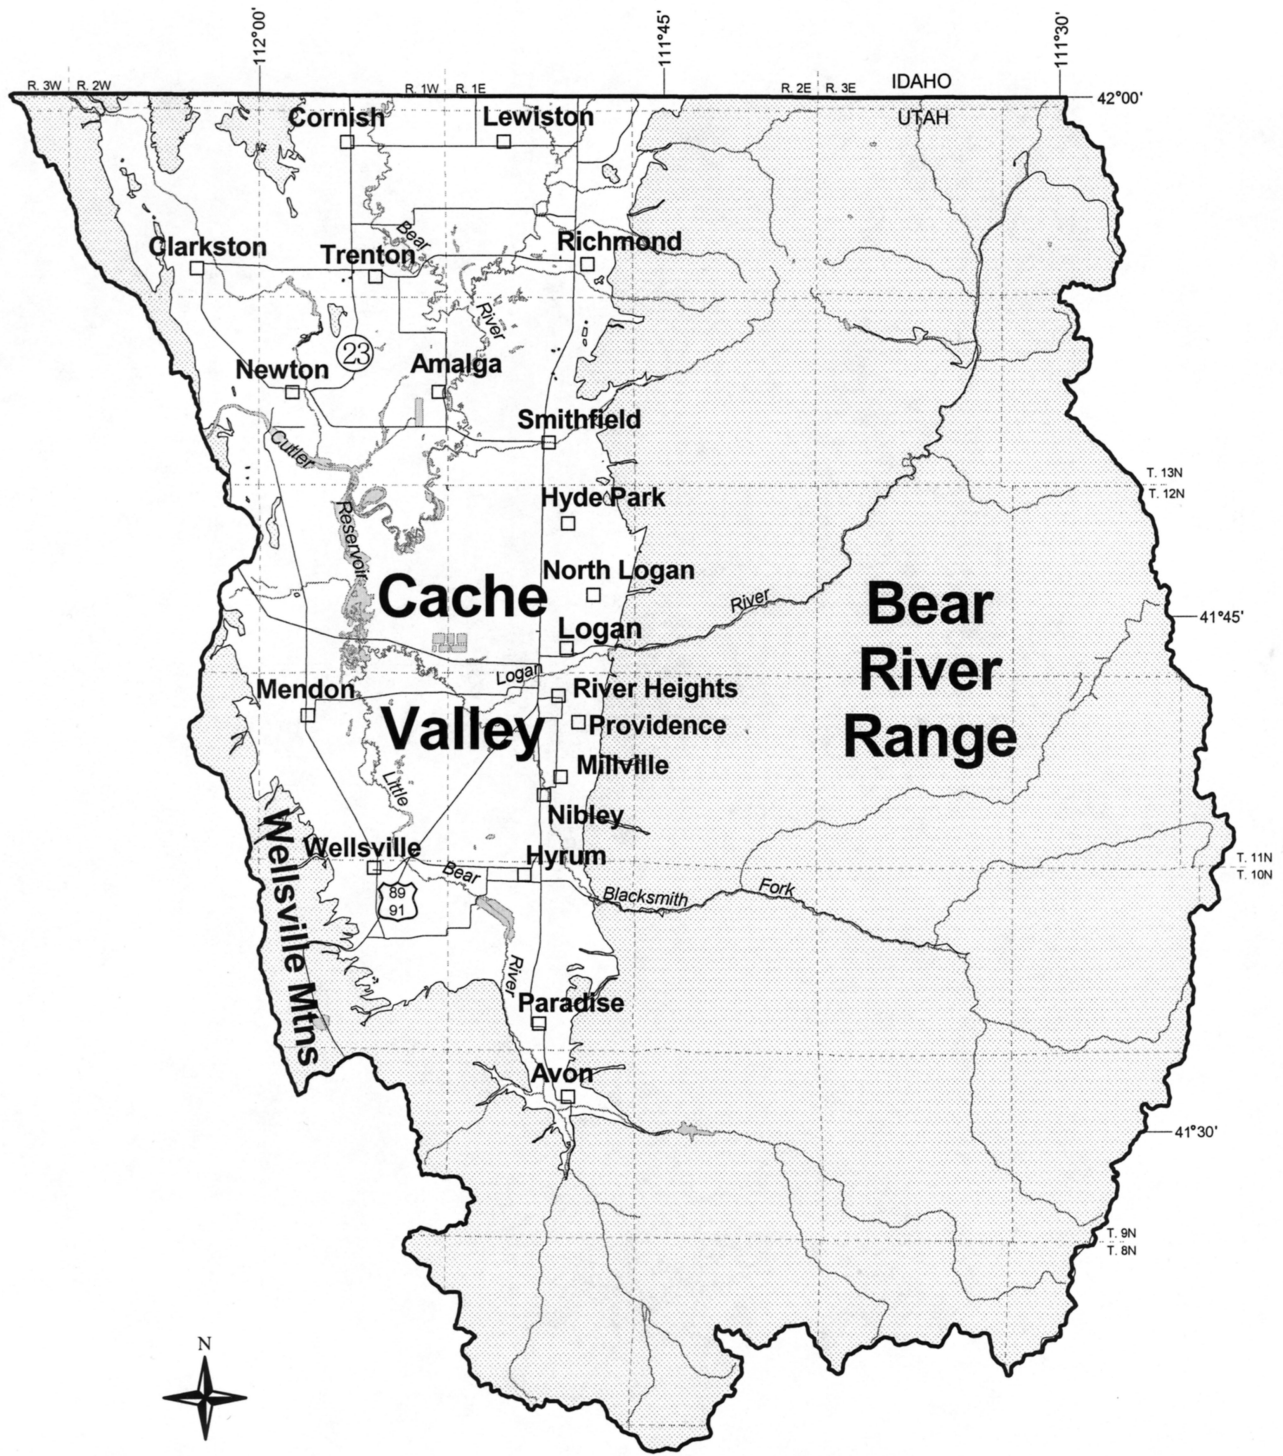 112°00'
111°45'
111°30'
R. 3W
R. 2W
R. 1W
R. 1E
R. 2E
R. 3E
IDAHO
42°00'
UTAH
Cornish
Lewiston
Bear
Clarkston
Trenton
Richmond
River
23
Newton
Amalga
Smithfield
Cutler
T. 13N
T. 12N
Hyde Park
Reservoir
North Logan
Cache
River
Bear
41°45'
Logan
River
Logan
Mendon
River Heights
Valley
Providence
Range
Millville
Little
Nibley
Wellsville Mtns
Wellsville
Hyrum
T. 11N
T. 10N
Bear
89
91
Blacksmith
Fork
River
Paradise
Avon
41°30'
T. 9N
T. 8N
N